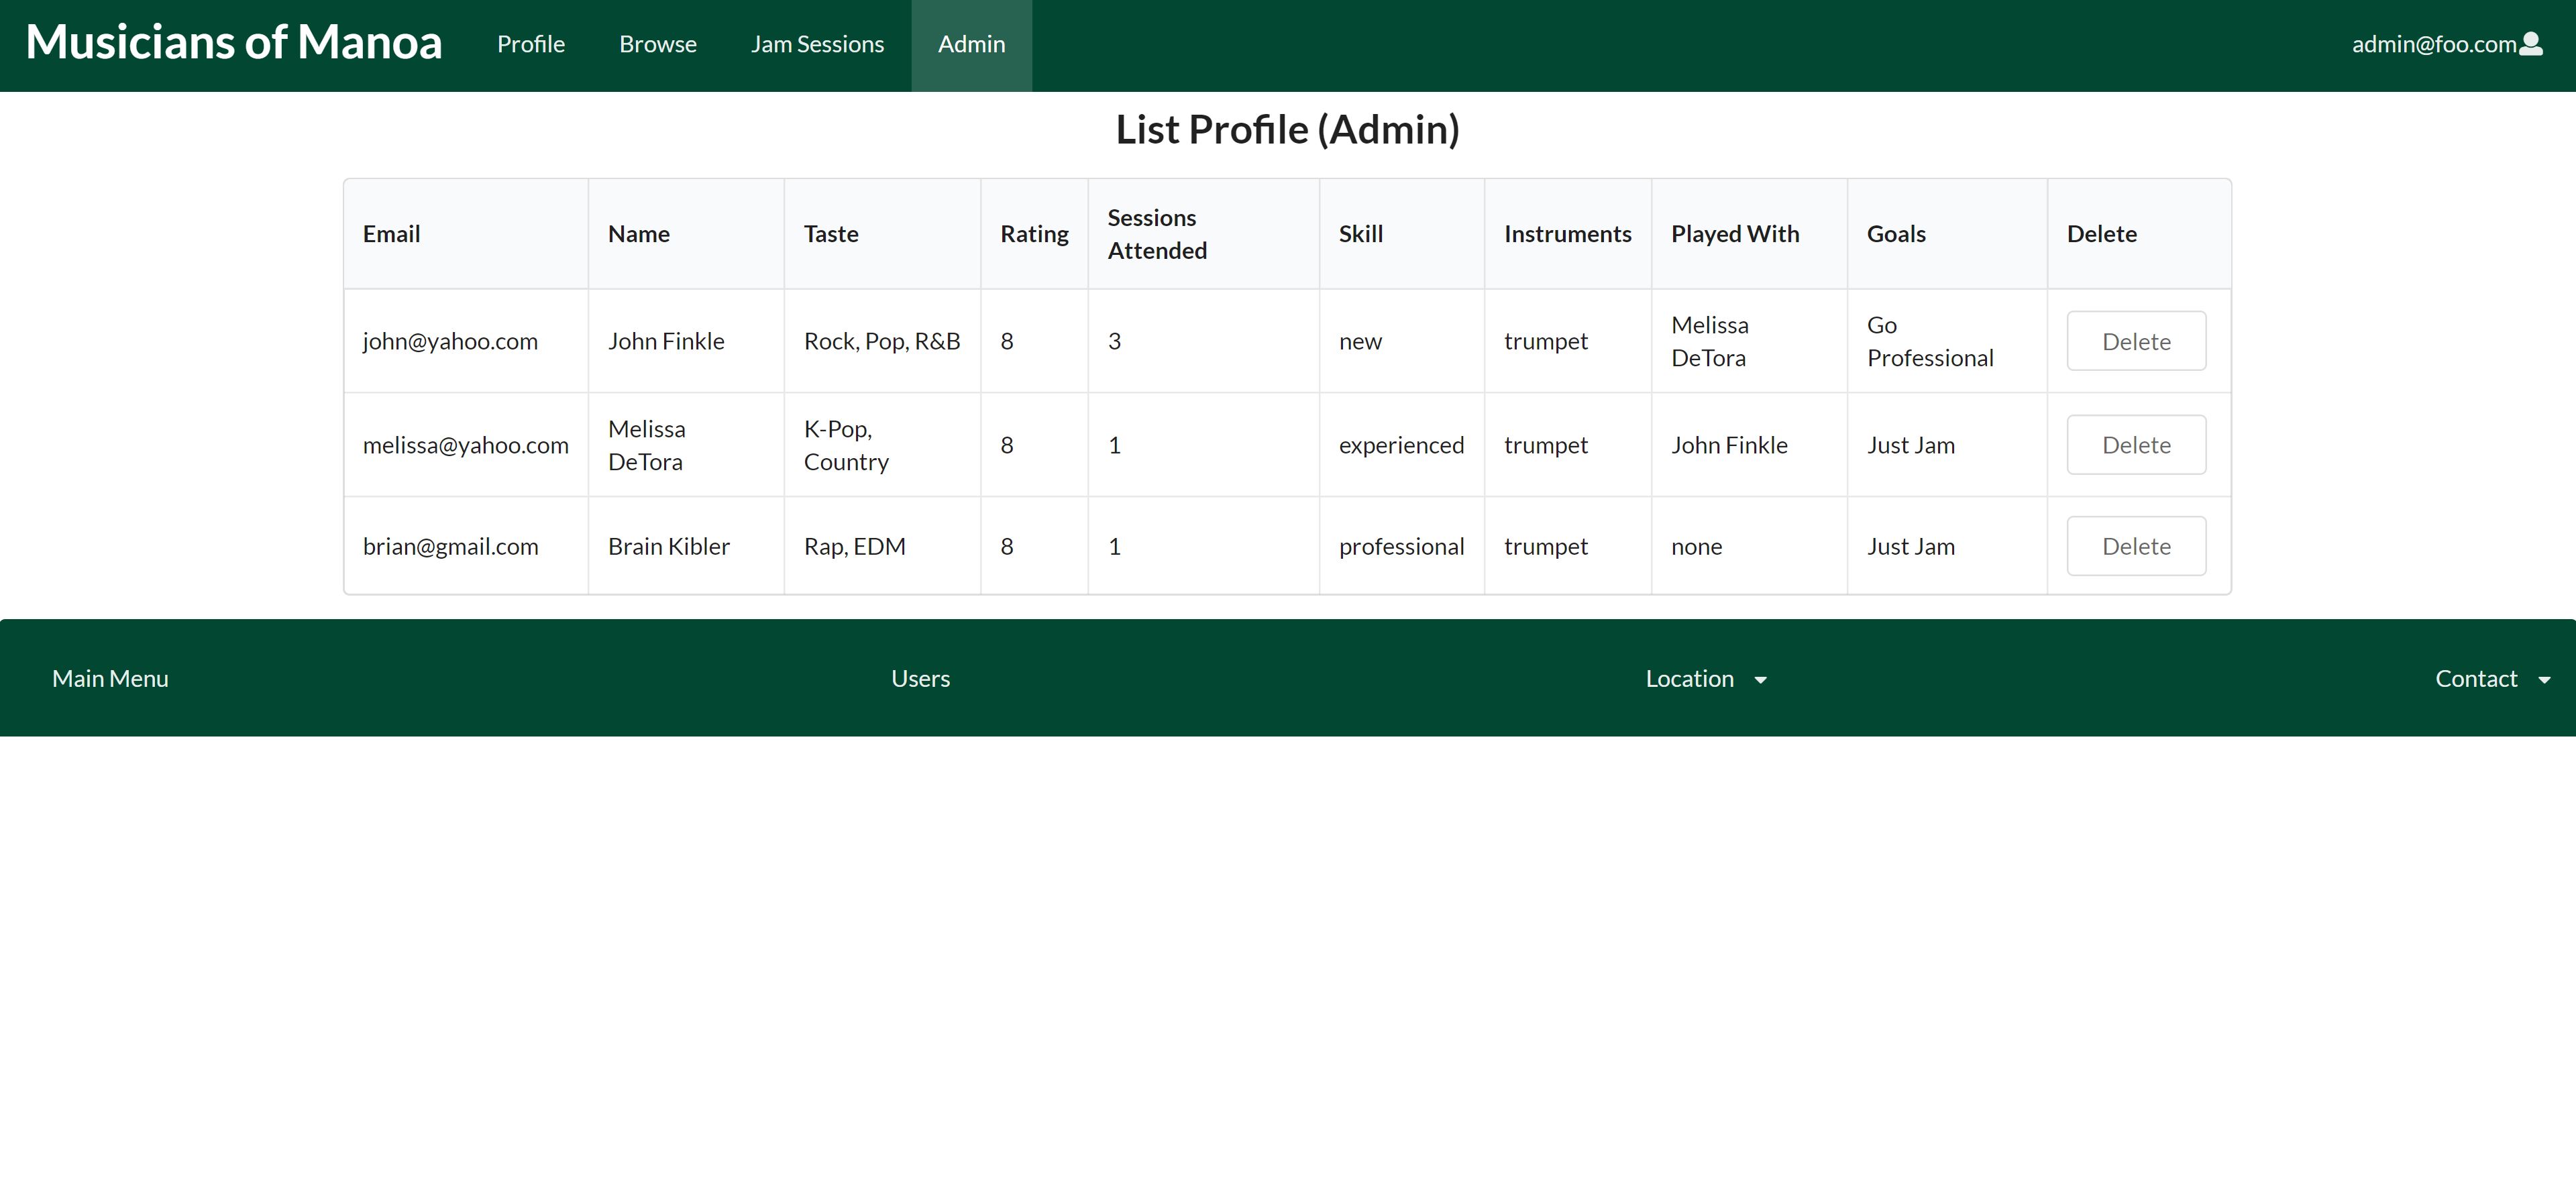 Musicians of Manoa Profile Browse Jam Sessions Admin admin@foo.com
List Profile (Admin)
Email Name Taste Rating Sessions Attended Skill Instruments Played With Goals Delete
john@yahoo.com John Finkle Rock, Pop, R&B 8 3 new trumpet Melissa DeTora Go Professional Delete
melissa@yahoo.com Melissa DeTora K-Pop, Country 8 1 experienced trumpet John Finkle Just Jam Delete
brian@gmail.com Brain Kibler Rap, EDM 8 1 professional trumpet none Just Jam Delete
Main Menu Users Location Contact